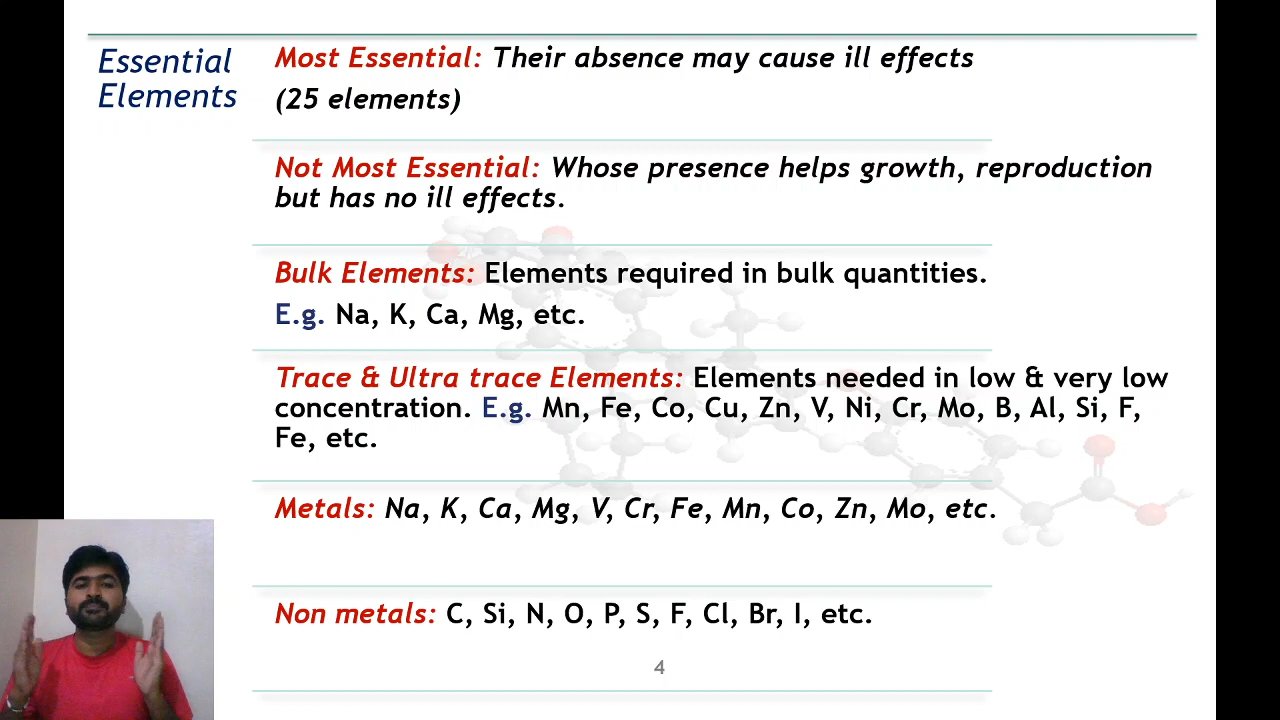 Essential
Elements
Most Essential: Their absence may cause ill effects
(25 elements)
Not Most Essential: Whose presence helps growth, reproduction
but has no ill effects.
Bulk Elements: Elements required in bulk quantities.
E.g. Na, K, Ca, Mg, etc.
Trace & Ultra trace Elements: Elements needed in low & very low
concentration. E.g. Mn, Fe, Co, Cu, Zn, V, Ni, Cr, Mo, B, Al, Si, F,
Fe, etc.
Metals: Na, K, Ca, Mg, V, Cr, Fe, Mn, Co, Zn, Mo, etc.
Non metals: C, Si, N, O, P, S, F, Cl, Br, I, etc.
4